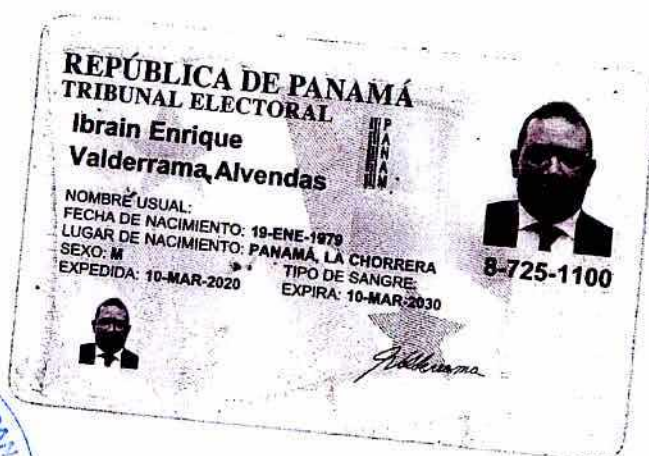 REPÚBLICA DE PANAMÁ
TRIBUNAL ELECTORAL
PANAMÁ
Ibrain Enrique
Valderrama Alvendas
NOMBRE USUAL:
FECHA DE NACIMIENTO: 19-ENE-1979
LUGAR DE NACIMIENTO: PANAMÁ, LA CHORRERA
SEXO: M TIPO DE SANGRE:
EXPEDIDA: 10-MAR-2020 EXPIRA: 10-MAR-2030
8-725-1100